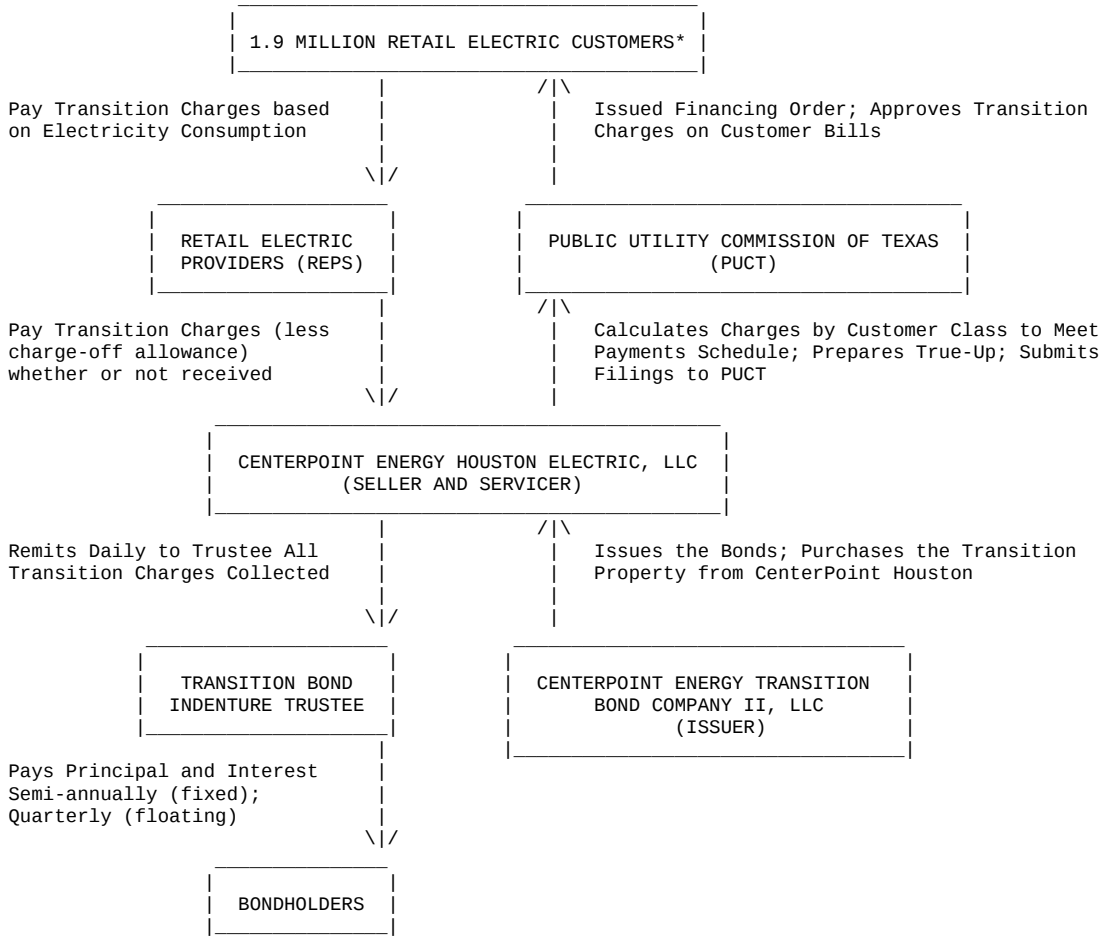 1.9 MILLION RETAIL ELECTRIC CUSTOMERS*
Pay Transition Charges based
on Electricity Consumption
Issued Financing Order; Approves Transition
Charges on Customer Bills
RETAIL ELECTRIC
PROVIDERS (REPS)
PUBLIC UTILITY COMMISSION OF TEXAS
(PUCT)
Pay Transition Charges (less
charge-off allowance)
whether or not received
Calculates Charges by Customer Class to Meet
Payments Schedule; Prepares True-Up; Submits
Filings to PUCT
CENTERPOINT ENERGY HOUSTON ELECTRIC, LLC
(SELLER AND SERVICER)
Remits Daily to Trustee All
Transition Charges Collected
Issues the Bonds; Purchases the Transition
Property from CenterPoint Houston
TRANSITION BOND
INDENTURE TRUSTEE
CENTERPOINT ENERGY TRANSITION
BOND COMPANY II, LLC
(ISSUER)
Pays Principal and Interest
Semi-annually (fixed);
Quarterly (floating)
BONDHOLDERS